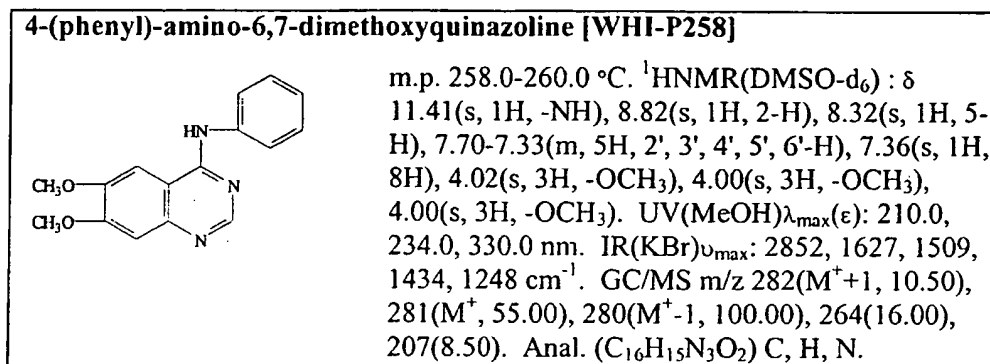 4-(phenyl)-amino-6,7-dimethoxyquinazoline [WHI-P258]
m.p. 258.0-260.0 °C. ¹HNMR(DMSO-d₆) : δ
11.41(s, 1H, -NH), 8.82(s, 1H, 2-H), 8.32(s, 1H, 5-
H), 7.70-7.33(m, 5H, 2', 3', 4', 5', 6'-H), 7.36(s, 1H,
8H), 4.02(s, 3H, -OCH₃), 4.00(s, 3H, -OCH₃),
4.00(s, 3H, -OCH₃). UV(MeOH)λmax(ε): 210.0,
234.0, 330.0 nm. IR(KBr)υmax: 2852, 1627, 1509,
1434, 1248 cm⁻¹. GC/MS m/z 282(M⁺+1, 10.50),
281(M⁺, 55.00), 280(M⁺-1, 100.00), 264(16.00),
207(8.50). Anal. (C₁₆H₁₅N₃O₂) C, H, N.
HN
CH₃O
N
CH₃O
N